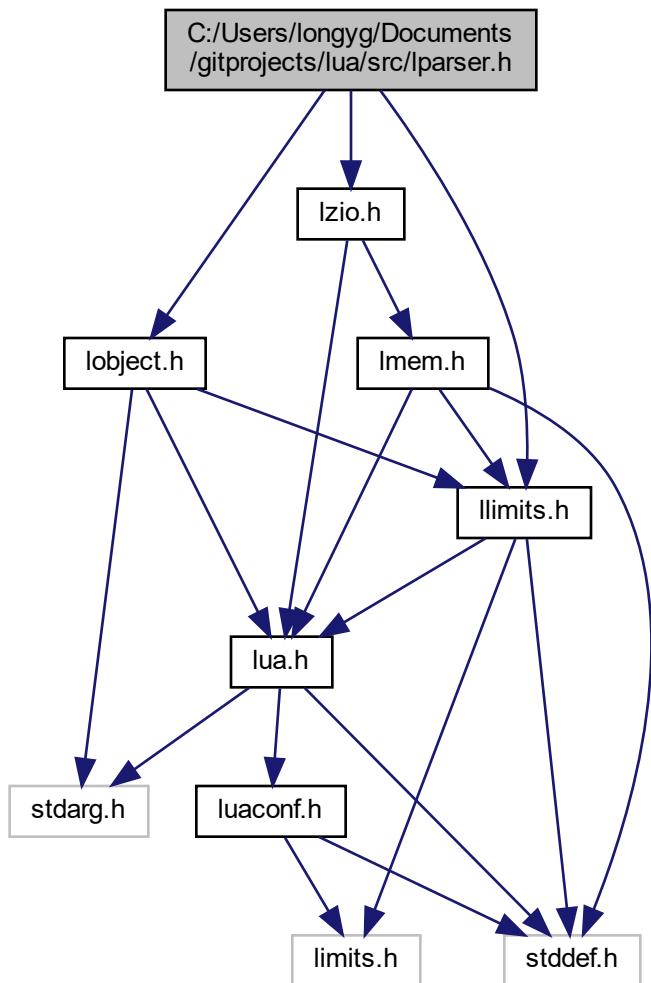 C:/Users/longyg/Documents
/gitprojects/lua/src/lparser.h
lzio.h
lobject.h
lmem.h
llimits.h
lua.h
stdarg.h
luaconf.h
limits.h
stddef.h